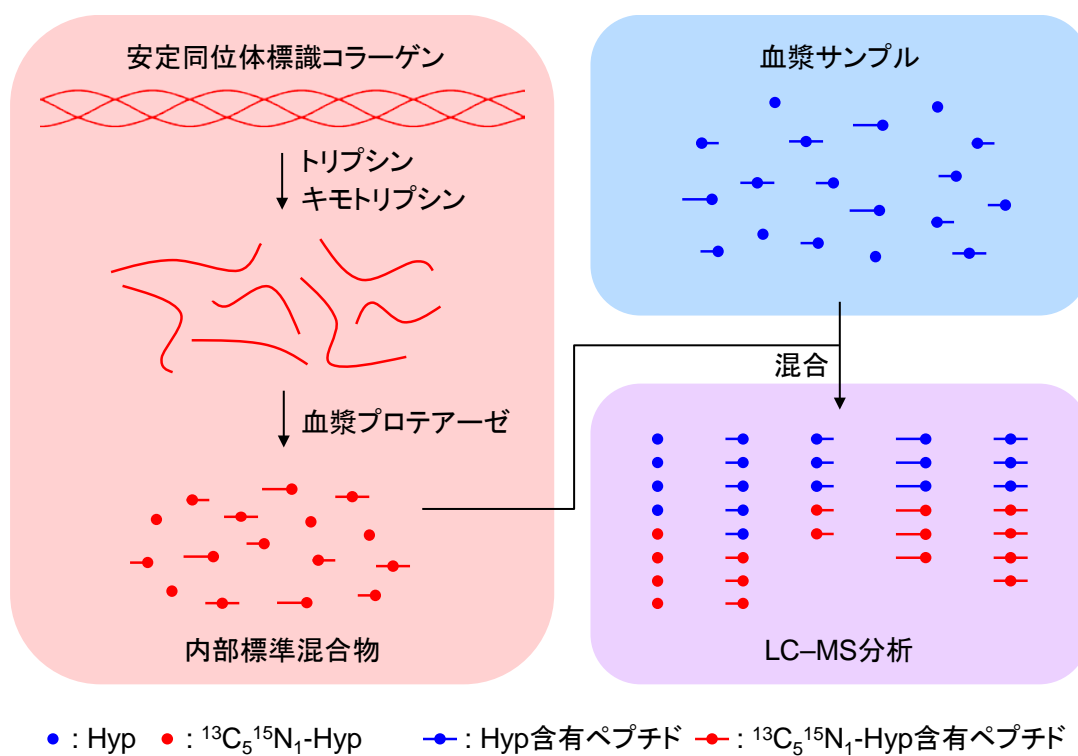 安定同位体標識コラーゲン
トリプシン
キモトリプシン
血漿プロテアーゼ
内部標準混合物
血漿サンプル
混合
LC–MS分析
: Hyp
: ¹³C₅¹⁵N₁-Hyp
: Hyp含有ペプチド
: ¹³C₅¹⁵N₁-Hyp含有ペプチド